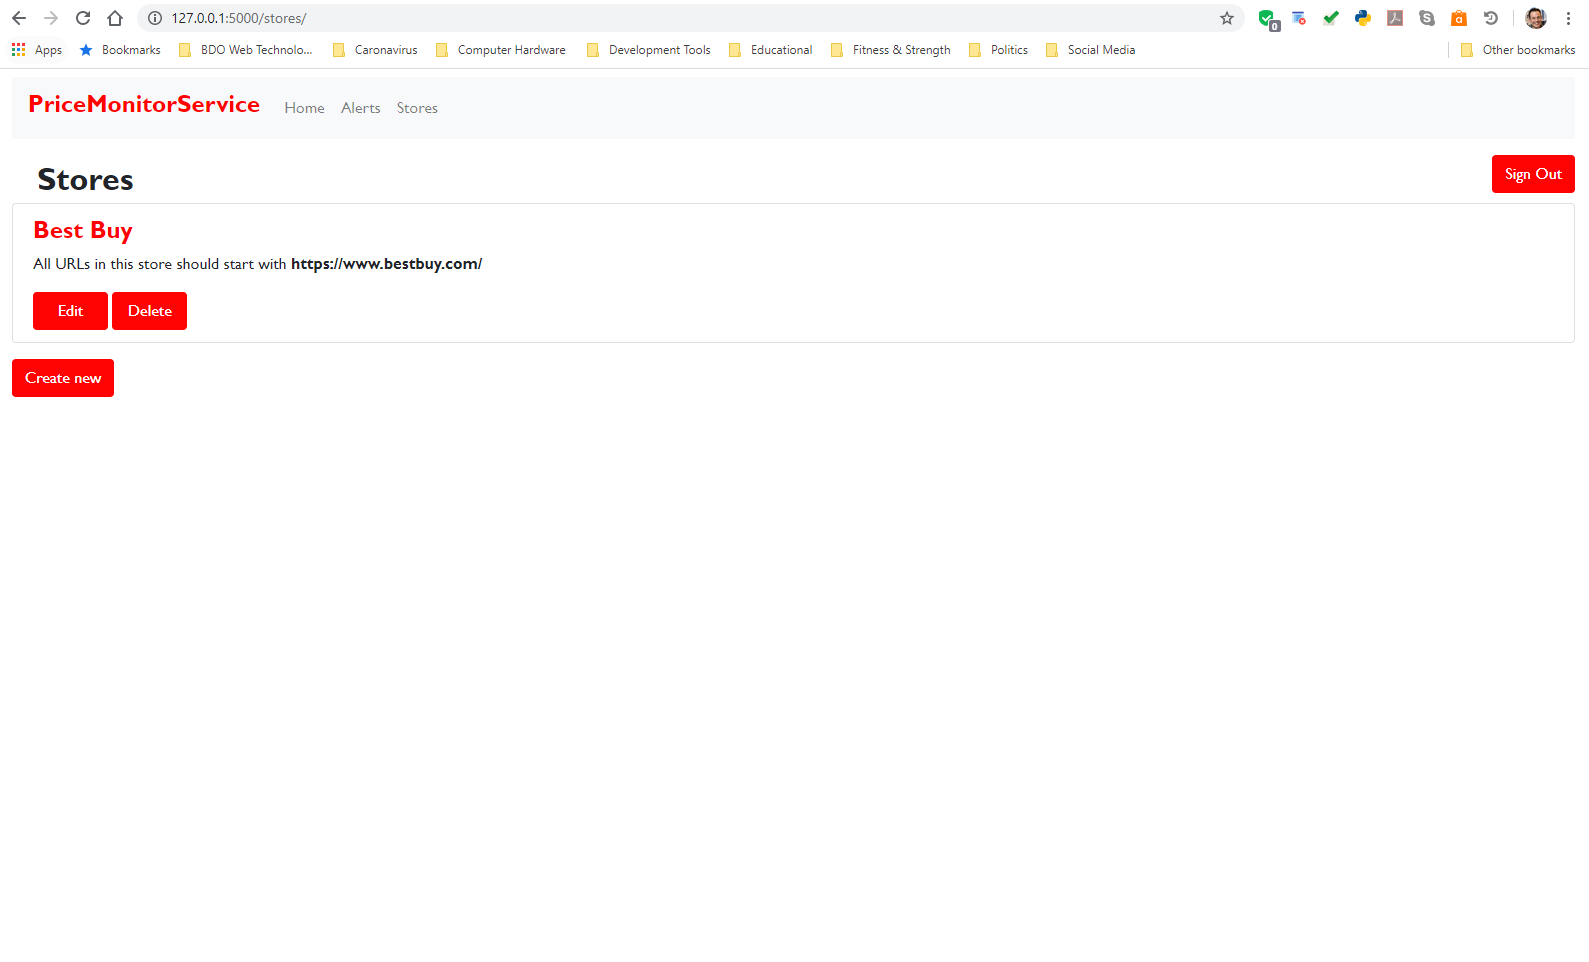 127.0.0.1:5000/stores/
0
Apps Bookmarks BDO Web Technolo... Caronavirus Computer Hardware Development Tools Educational Fitness & Strength Politics Social Media Other bookmarks
PriceMonitorService Home Alerts Stores
Stores
Sign Out
Best Buy
All URLs in this store should start with https://www.bestbuy.com/
Edit Delete
Create new